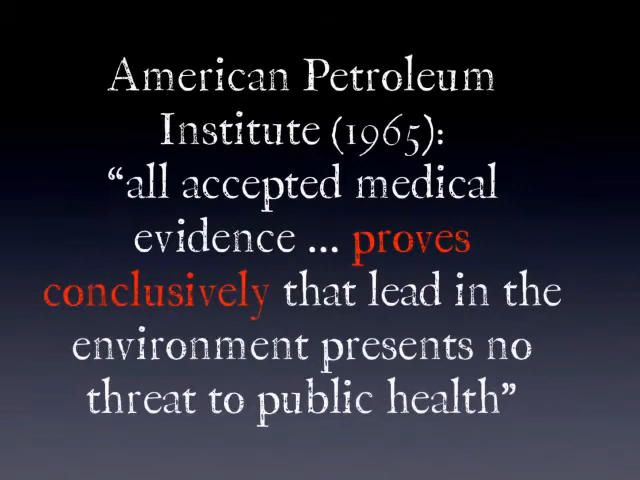 American Petroleum
Institute (1965):
“all accepted medical
evidence ... proves
conclusively that lead in the
environment presents no
threat to public health”